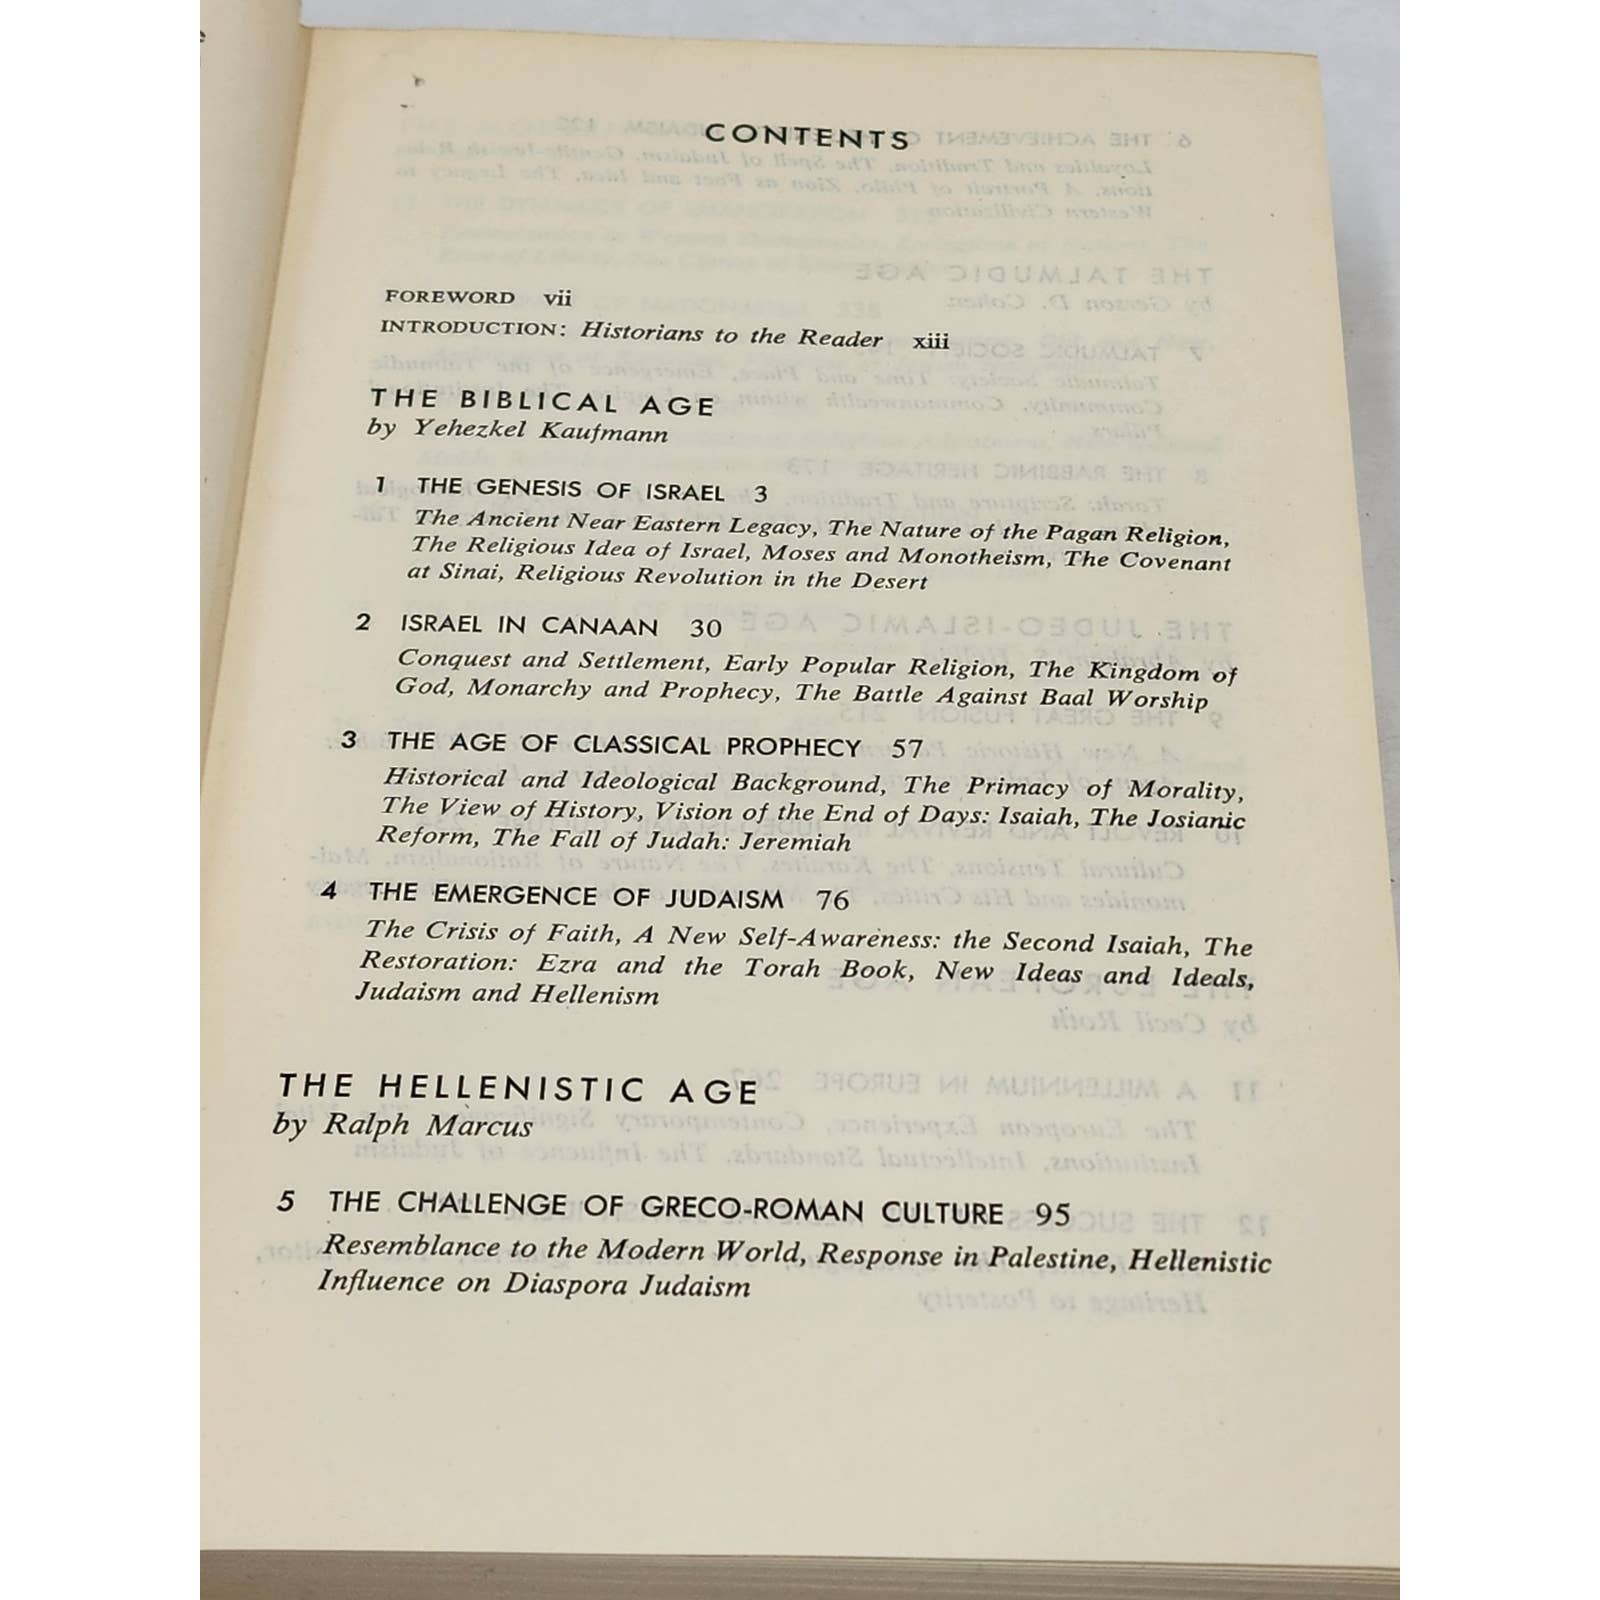 CONTENTS
FOREWORD vii
INTRODUCTION: Historians to the Reader xiii
THE BIBLICAL AGE
by Yehezkel Kaufmann
1 THE GENESIS OF ISRAEL 3
The Ancient Near Eastern Legacy, The Nature of the Pagan Religion,
The Religious Idea of Israel, Moses and Monotheism, The Covenant
at Sinai, Religious Revolution in the Desert
2 ISRAEL IN CANAAN 30
Conquest and Settlement, Early Popular Religion, The Kingdom of
God, Monarchy and Prophecy, The Battle Against Baal Worship
3 THE AGE OF CLASSICAL PROPHECY 57
Historical and Ideological Background, The Primacy of Morality,
The View of History, Vision of the End of Days: Isaiah, The Josianic
Reform, The Fall of Judah: Jeremiah
4 THE EMERGENCE OF JUDAISM 76
The Crisis of Faith, A New Self-Awareness: the Second Isaiah, The
Restoration: Ezra and the Torah Book, New Ideas and Ideals,
Judaism and Hellenism
THE HELLENISTIC AGE
by Ralph Marcus
5 THE CHALLENGE OF GRECO-ROMAN CULTURE 95
Resemblance to the Modern World, Response in Palestine, Hellenistic
Influence on Diaspora Judaism